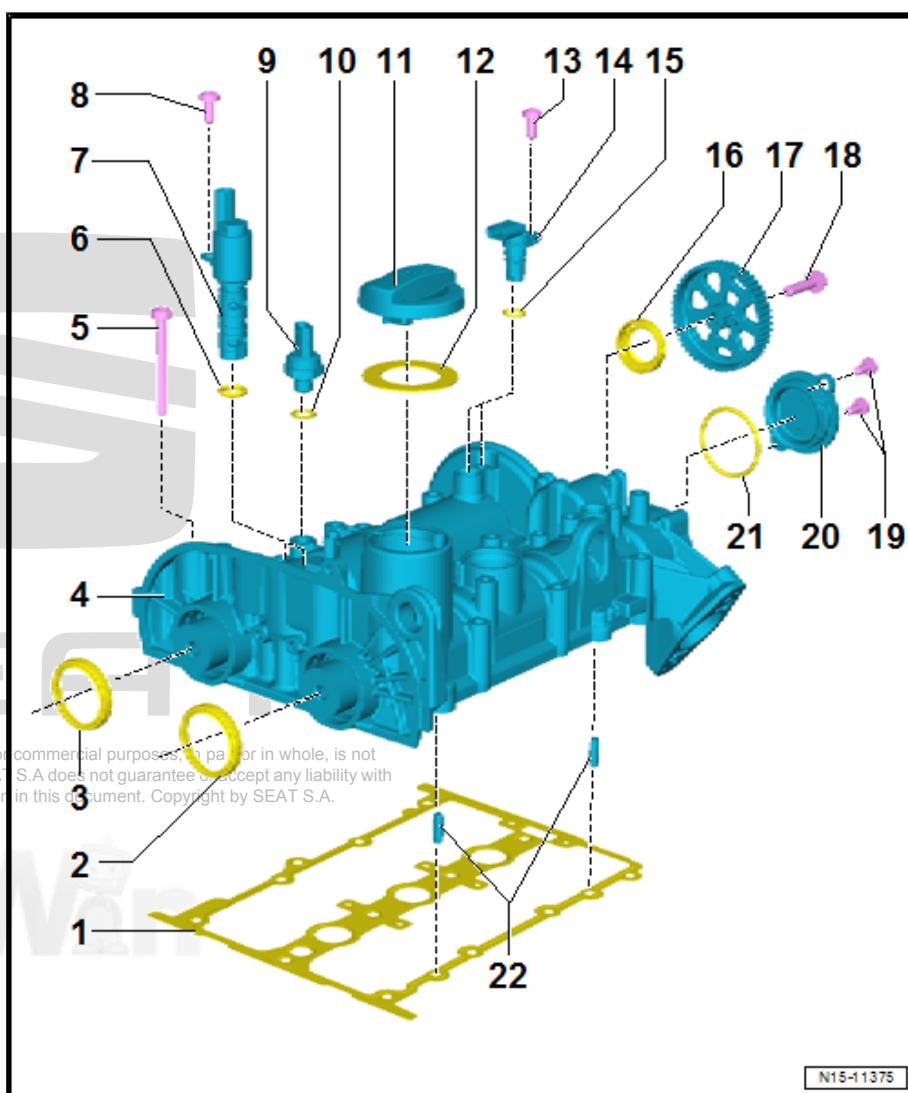 9 10 11 12 13 14 15
8
16 17 18
7
6
5
21 20 19
4
or commercial purposes, in part or in whole, is not
T S.A does not guarantee or accept any liability with
n in this document. Copyright by SEAT S.A.
3
2
1
22
N15-11375